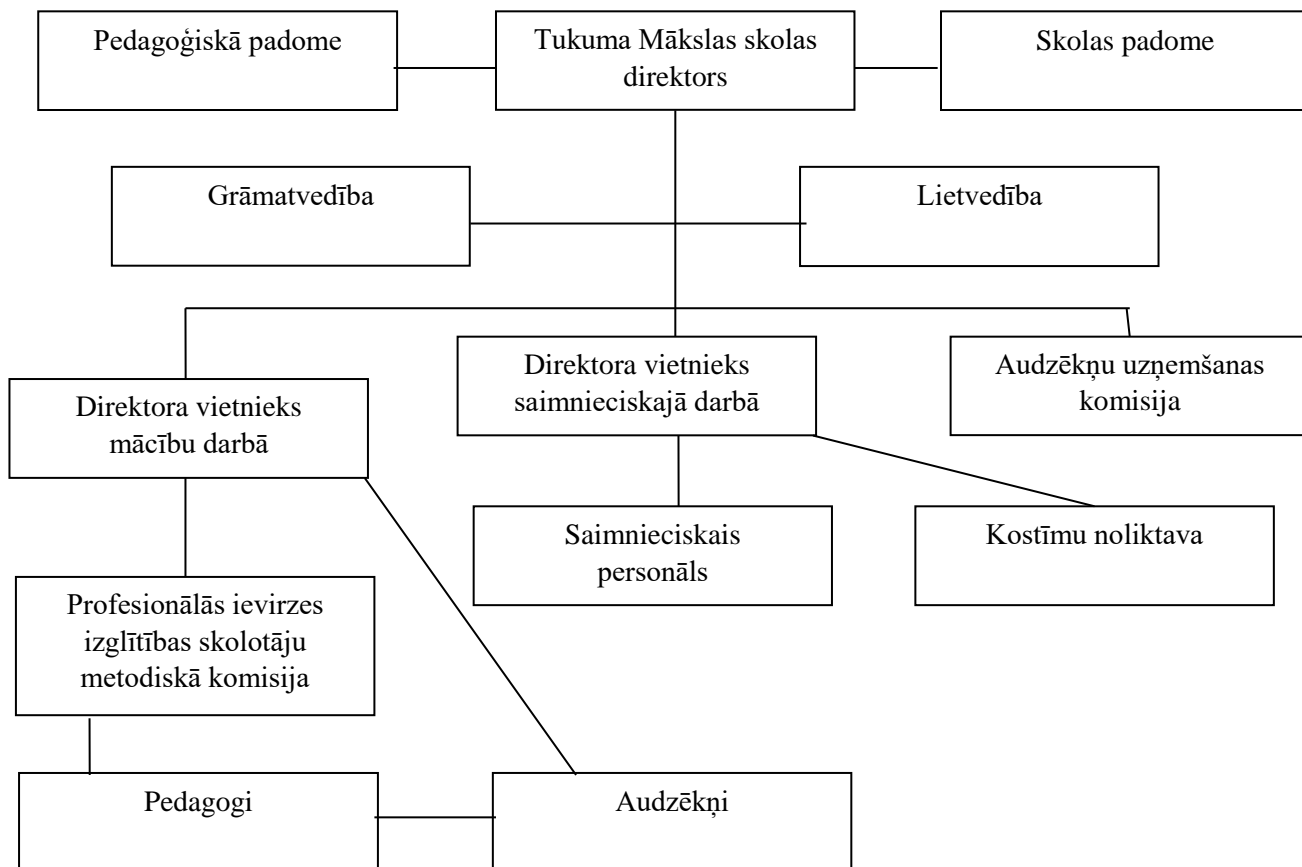 Pedagoģiskā padome
Tukuma Mākslas skolas
direktors
Skolas padome
Grāmatvedība
Lietvedība
Direktora vietnieks
mācību darbā
Direktora vietnieks
saimnieciskajā darbā
Audzēkņu uzņemšanas
komisija
Saimnieciskais
personāls
Kostīmu noliktava
Profesionālās ievirzes
izglītības skolotāju
metodiskā komisija
Pedagogi
Audzēkņi